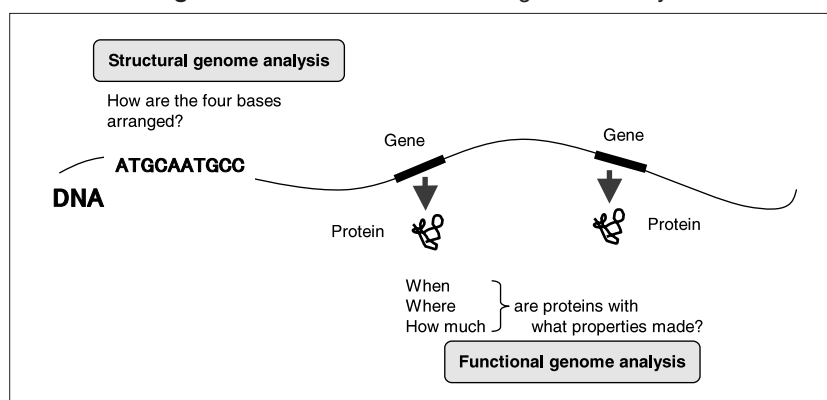 Structural genome analysis
How are the four bases
arranged?
Gene
Gene
ATGCAATGCC
DNA
Protein
Protein
When
Where
How much
are proteins with
what properties made?
Functional genome analysis